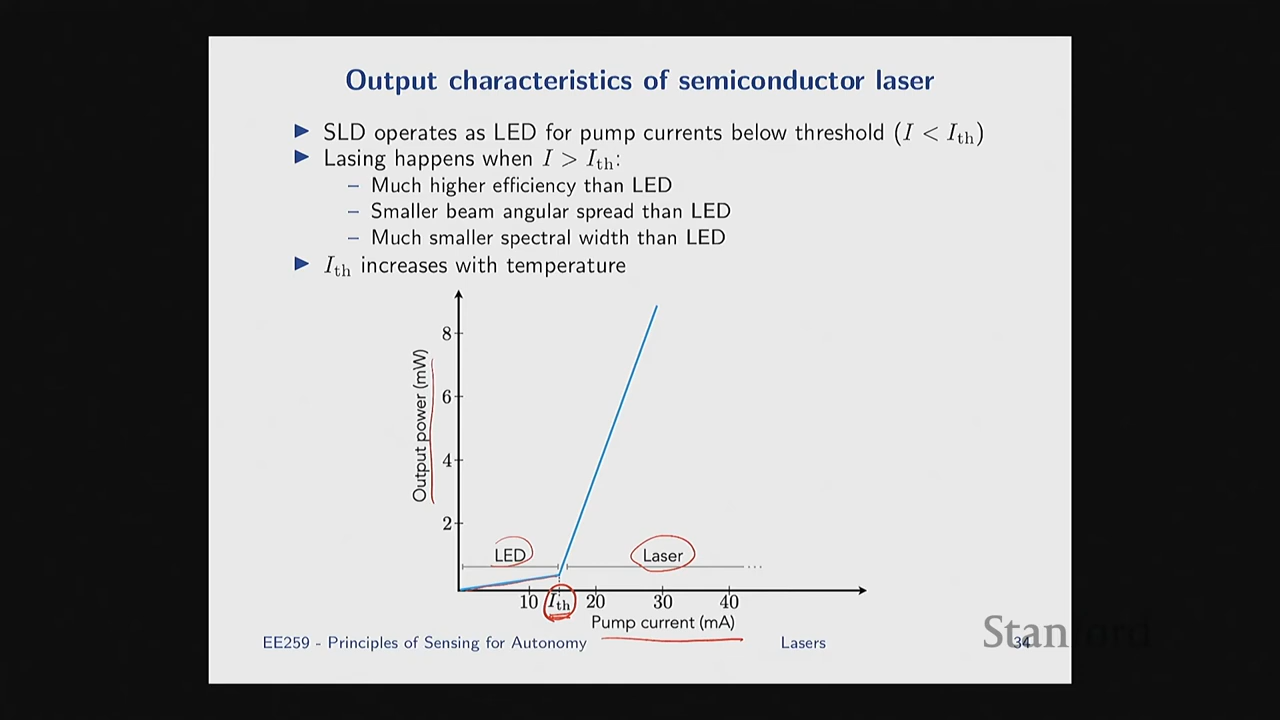 Output characteristics of semiconductor laser
▶ SLD operates as LED for pump currents below threshold (I < Ith)
▶ Lasing happens when I > Ith:
– Much higher efficiency than LED
– Smaller beam angular spread than LED
– Much smaller spectral width than LED
▶ Ith increases with temperature
Output power (mW)
8
6
4
2
LED
Laser
...
10 Ith 20 30 40
Pump current (mA)
EE259 - Principles of Sensing for Autonomy Lasers 34
Stanford